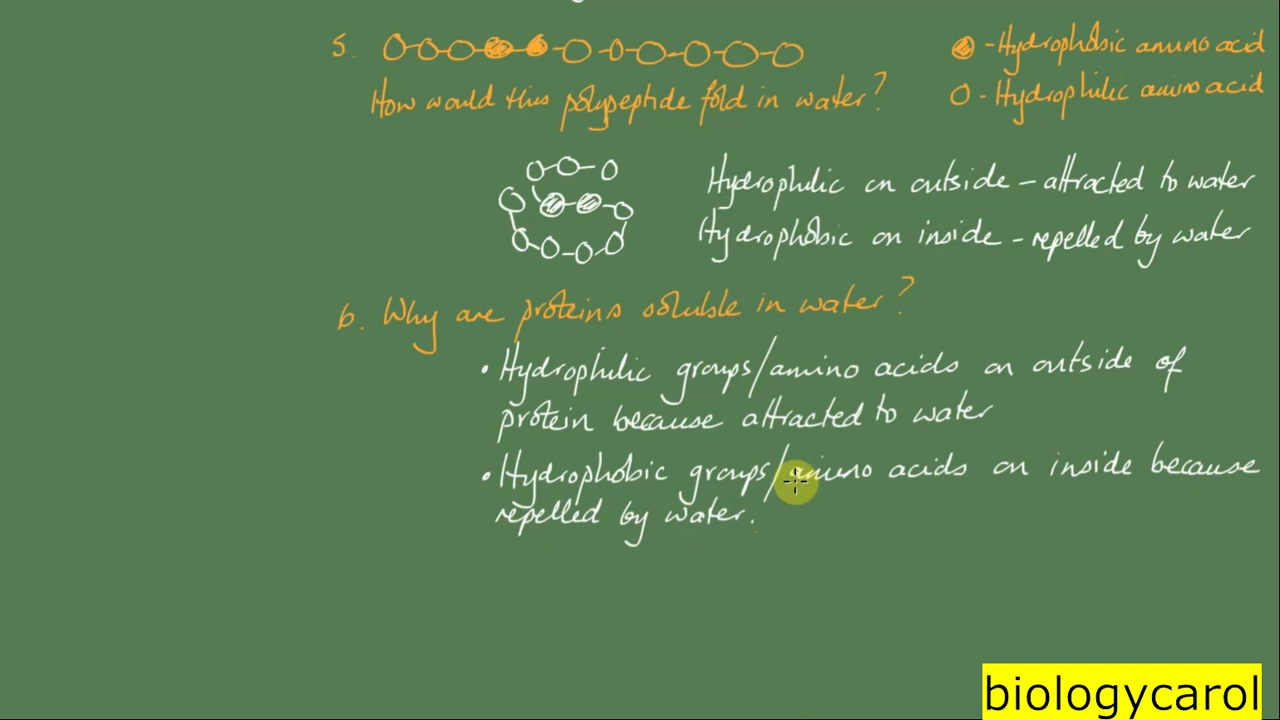 5.
- Hydrophobic amino acid
How would this polypeptide fold in water?
- Hydrophilic amino acid
Hydrophilic on outside - attracted to water
Hydrophobic on inside - repelled by water
6. Why are proteins soluble in water?
• Hydrophilic groups/amino acids on outside of
protein because attracted to water
• Hydrophobic groups/amino acids on inside because
repelled by water.
biologycarol